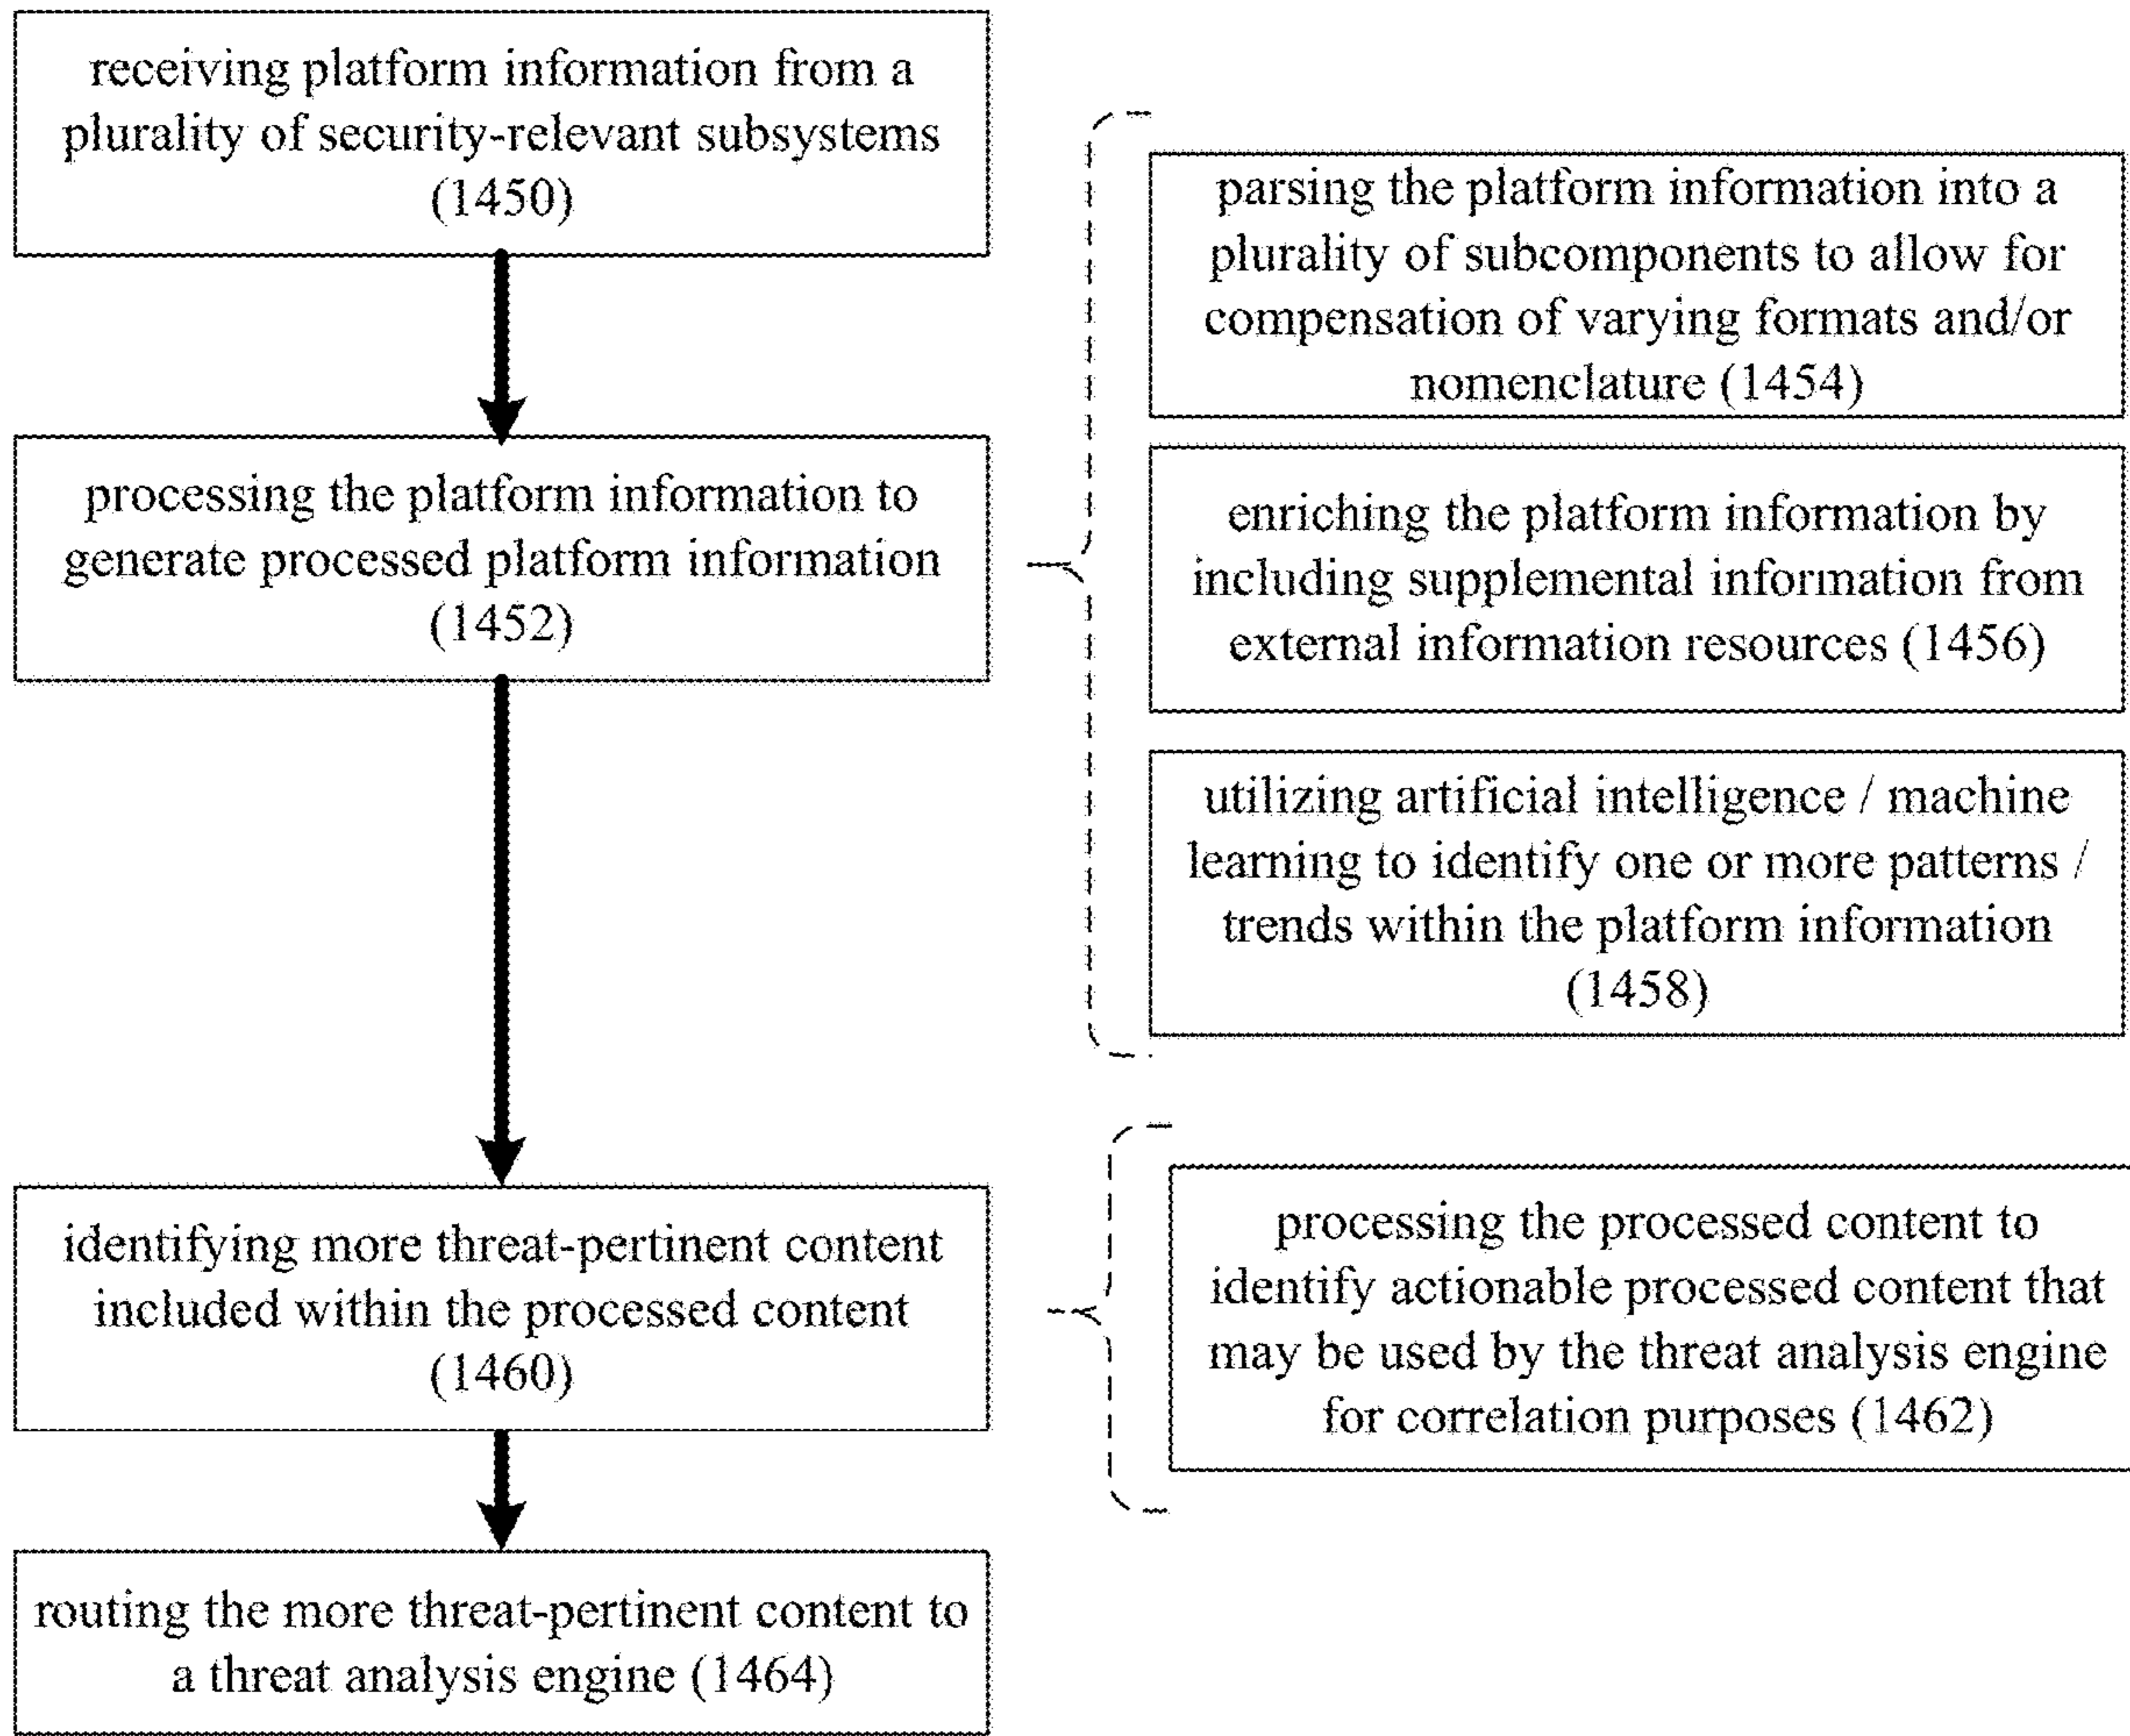 receiving platform information from a
plurality of security-relevant subsystems
(1450)
processing the platform information to
generate processed platform information
(1452)
parsing the platform information into a
plurality of subcomponents to allow for
compensation of varying formats and/or
nomenclature (1454)
enriching the platform information by
including supplemental information from
external information resources (1456)
utilizing artificial intelligence / machine
learning to identify one or more patterns /
trends within the platform information
(1458)
identifying more threat-pertinent content
included within the processed content
(1460)
processing the processed content to
identify actionable processed content that
may be used by the threat analysis engine
for correlation purposes (1462)
routing the more threat-pertinent content to
a threat analysis engine (1464)